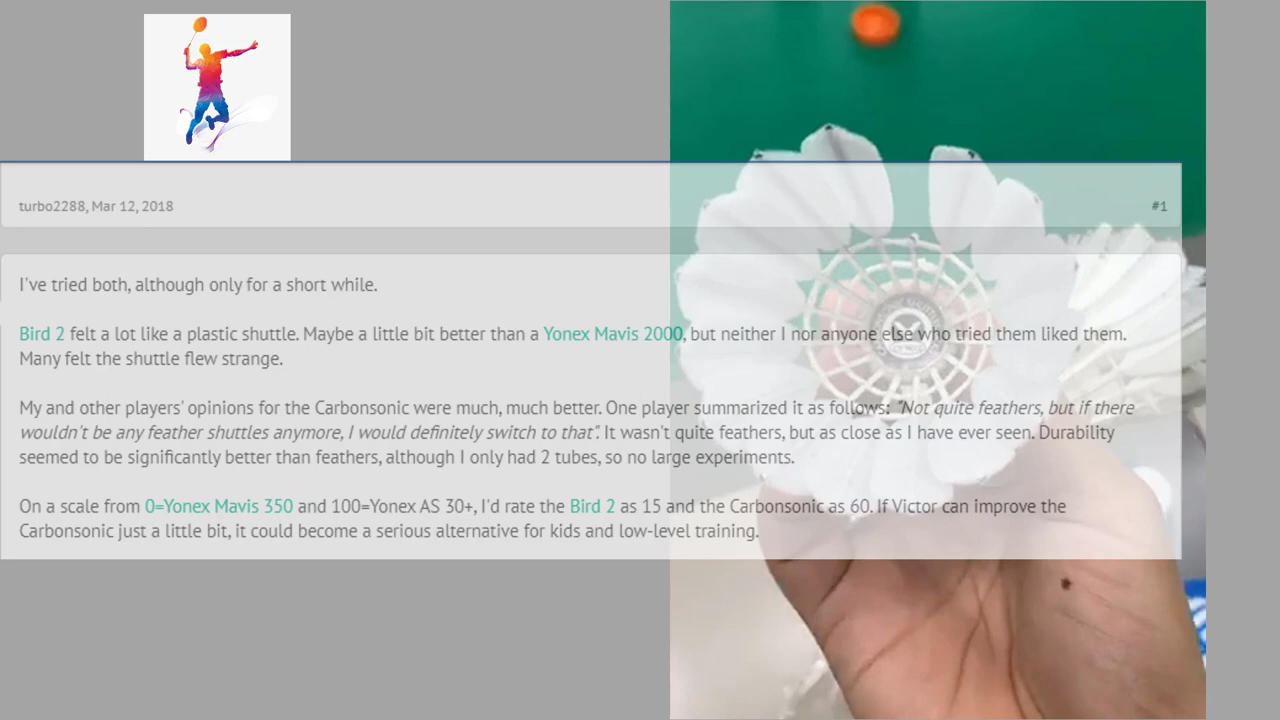 turbo2288, Mar 12, 2018 #1
I've tried both, although only for a short while.
Bird 2 felt a lot like a plastic shuttle. Maybe a little bit better than a Yonex Mavis 2000, but neither I nor anyone else who tried them liked them.
Many felt the shuttle flew strange.
My and other players' opinions for the Carbonsonic were much, much better. One player summarized it as follows: "Not quite feathers, but if there
wouldn't be any feather shuttles anymore, I would definitely switch to that". It wasn't quite feathers, but as close as I have ever seen. Durability
seemed to be significantly better than feathers, although I only had 2 tubes, so no large experiments.
On a scale from 0=Yonex Mavis 350 and 100=Yonex AS 30+, I'd rate the Bird 2 as 15 and the Carbonsonic as 60. If Victor can improve the
Carbonsonic just a little bit, it could become a serious alternative for kids and low-level training.